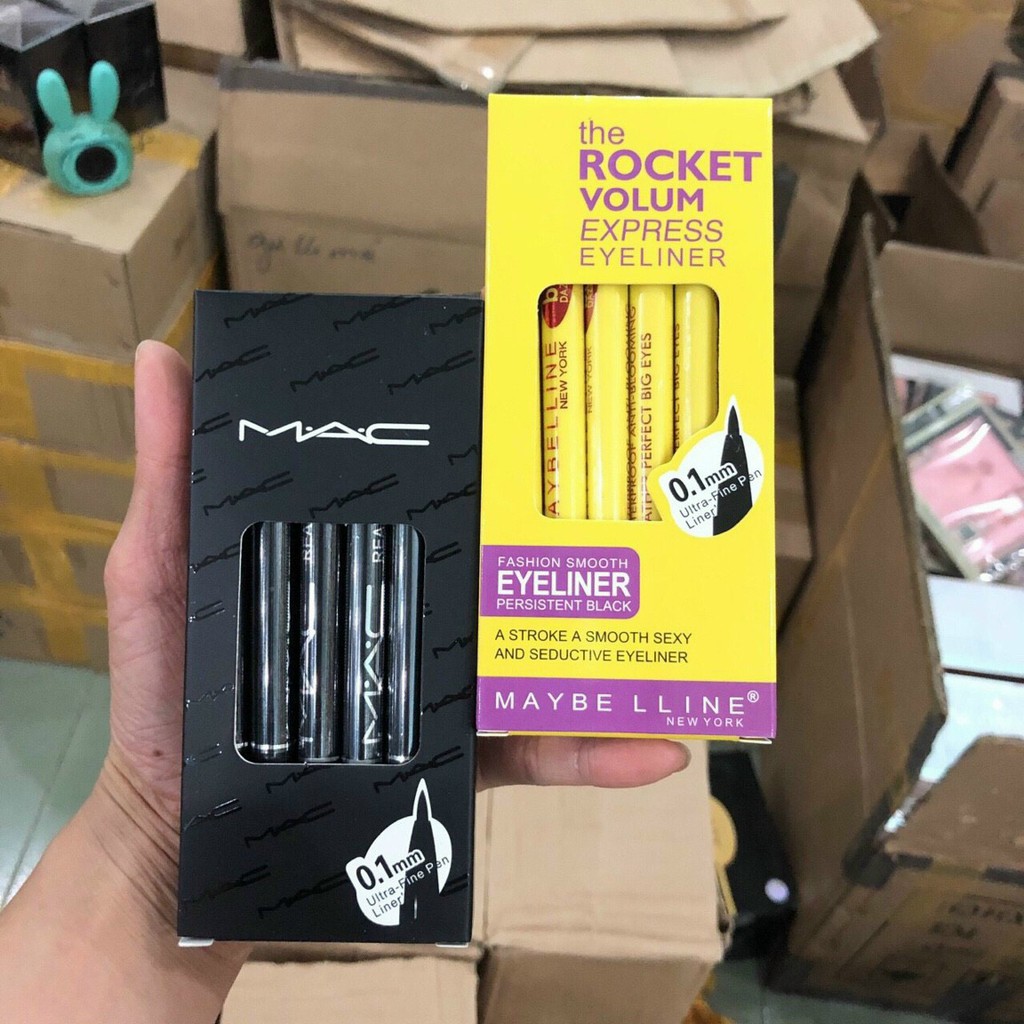 the
ROCKET
VOLUM
EXPRESS
EYELINER
MAYBELLINE
NEW YORK
NEW YORK
PERFECT BIG EYES
0.1mm
Ultra-Fine Pen
Liner
FASHION SMOOTH
EYELINER
PERSISTENT BLACK
A STROKE A SMOOTH SEXY
AND SEDUCTIVE EYELINER
MAYBE LLINE®
NEW YORK
M·A·C
M·A·C
M·A·C
0.1mm
Ultra-Fine Pen
Liner